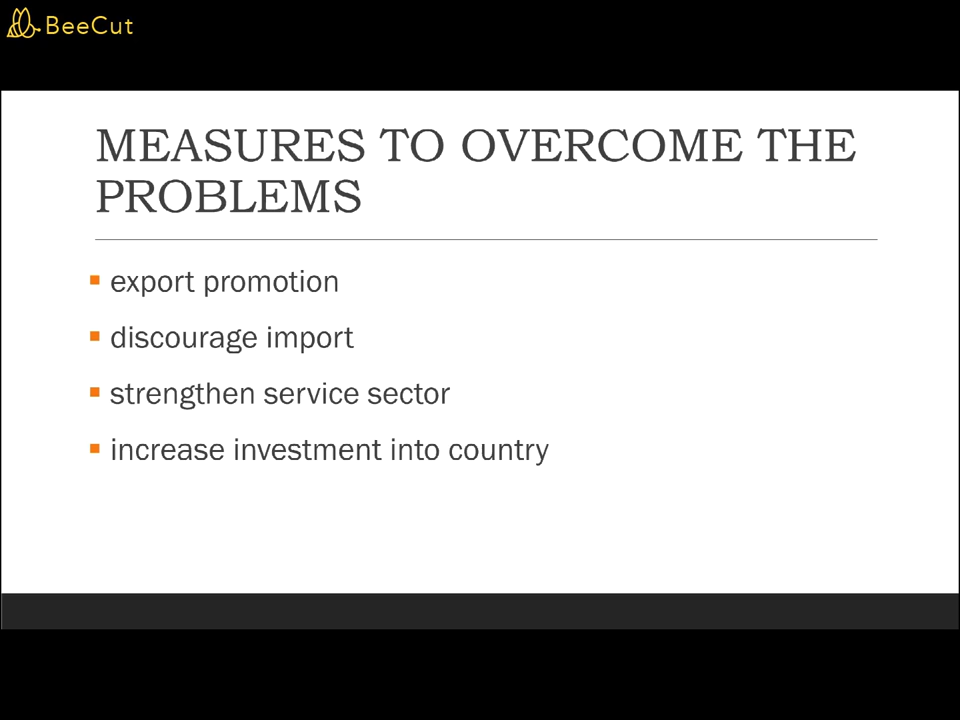 BeeCut
MEASURES TO OVERCOME THE
PROBLEMS
▪ export promotion
▪ discourage import
▪ strengthen service sector
▪ increase investment into country